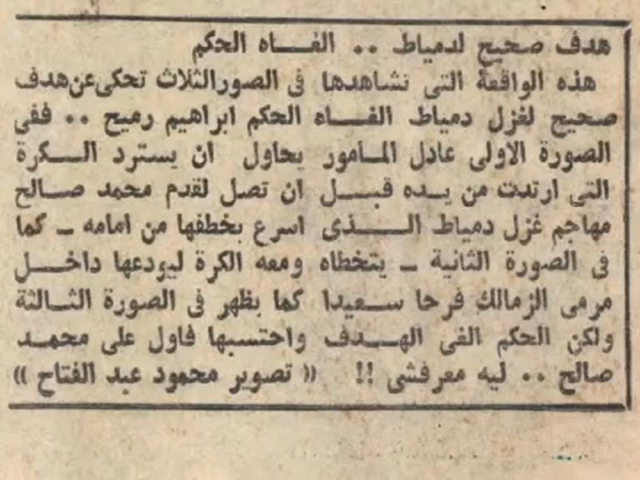 هدف صحيح لدمياط .. الغاه الحكم
هذه الواقعة التى نشاهدها فى الصور الثلاث تحكى عن هدف
صحيح لغزل دمياط الغاه الحكم ابراهيم رميح .. ففى
الصورة الاولى عادل المامور يحاول ان يسترد الكرة
التى ارتدت من يده قبل ان تصل لقدم محمد صالح
مهاجم غزل دمياط الذى اسرع بخطفها من امامه ــ كما
فى الصورة الثانية ــ يتخطاه ومعه الكرة ليودعها داخل
مرمى الزمالك فرحا سعيدا كما يظهر فى الصورة الثالثة
ولكن الحكم الغى الهدف واحتسبها فاول على محمد
صالح .. ليه معرفشى !! « تصوير محمود عبد الفتاح »